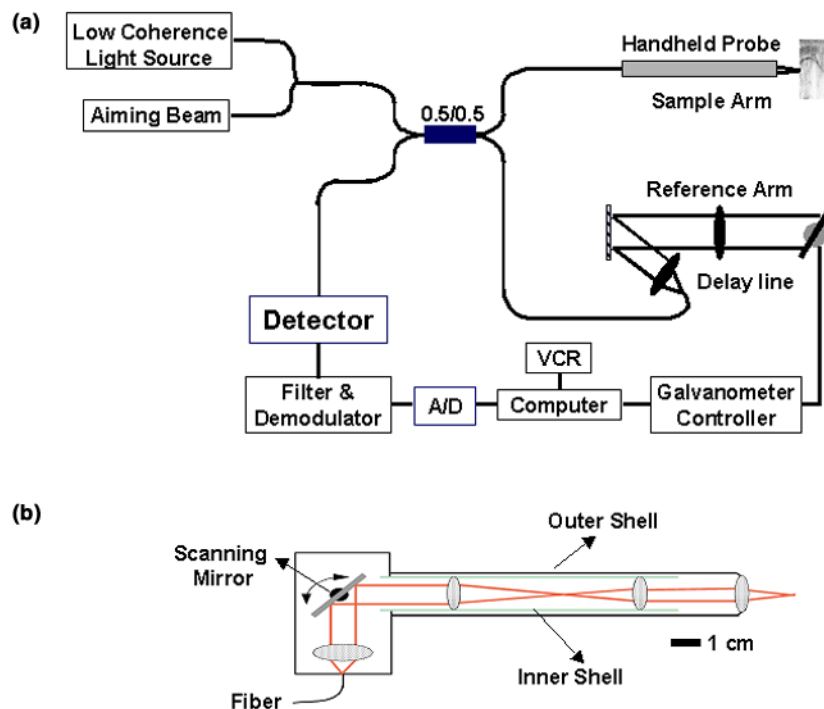 (a)
Low Coherence
Light Source
Aiming Beam
0.5/0.5
Handheld Probe
Sample Arm
Reference Arm
Delay line
Detector
VCR
Filter &
Demodulator
A/D
Computer
Galvanometer
Controller
(b)
Outer Shell
Scanning
Mirror
1 cm
Inner Shell
Fiber